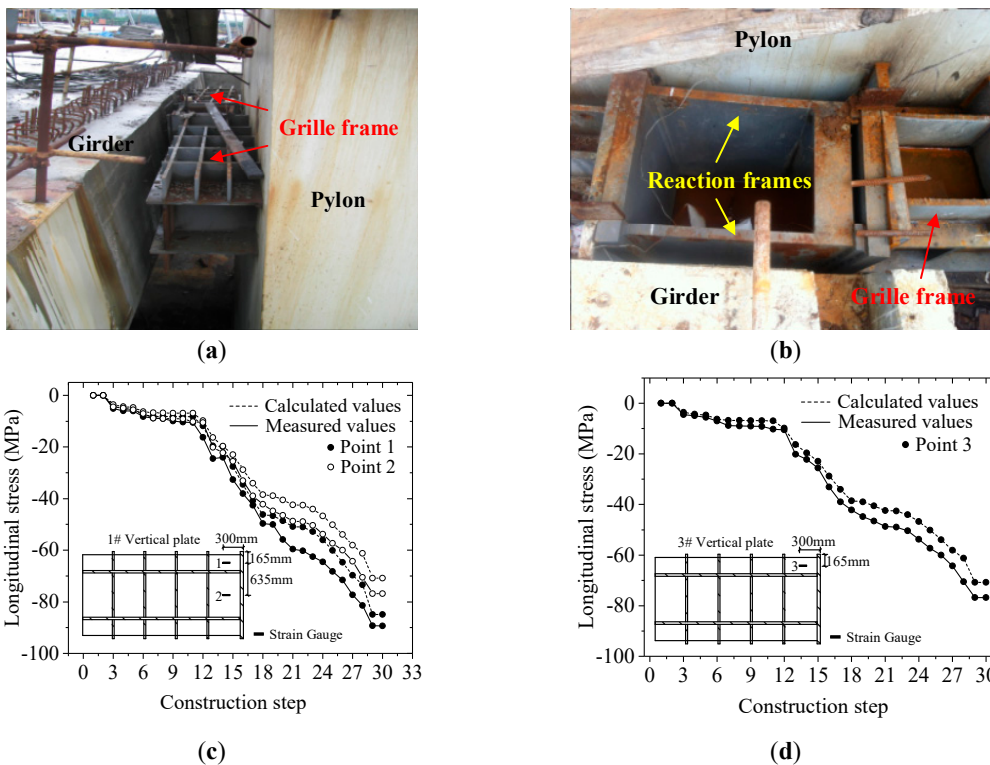 Pylon
Grille frame
Girder
Pylon
Reaction frames
Girder
Grille frame
(a)
(b)
0
-20
-40
-60
-80
-100
Longitudinal stress (MPa)
Calculated values
Measured values
Point 1
Point 2
1# Vertical plate
300mm
165mm
635mm
1
2
Strain Gauge
0 3 6 9 12 15 18 21 24 27 30 33
Construction step
(c)
0
-20
-40
-60
-80
-100
Longitudinal stress (MPa)
Calculated values
Measured values
Point 3
3# Vertical plate
300mm
165mm
3
Strain Gauge
0 3 6 9 12 15 18 21 24 27 30
Construction step
(d)